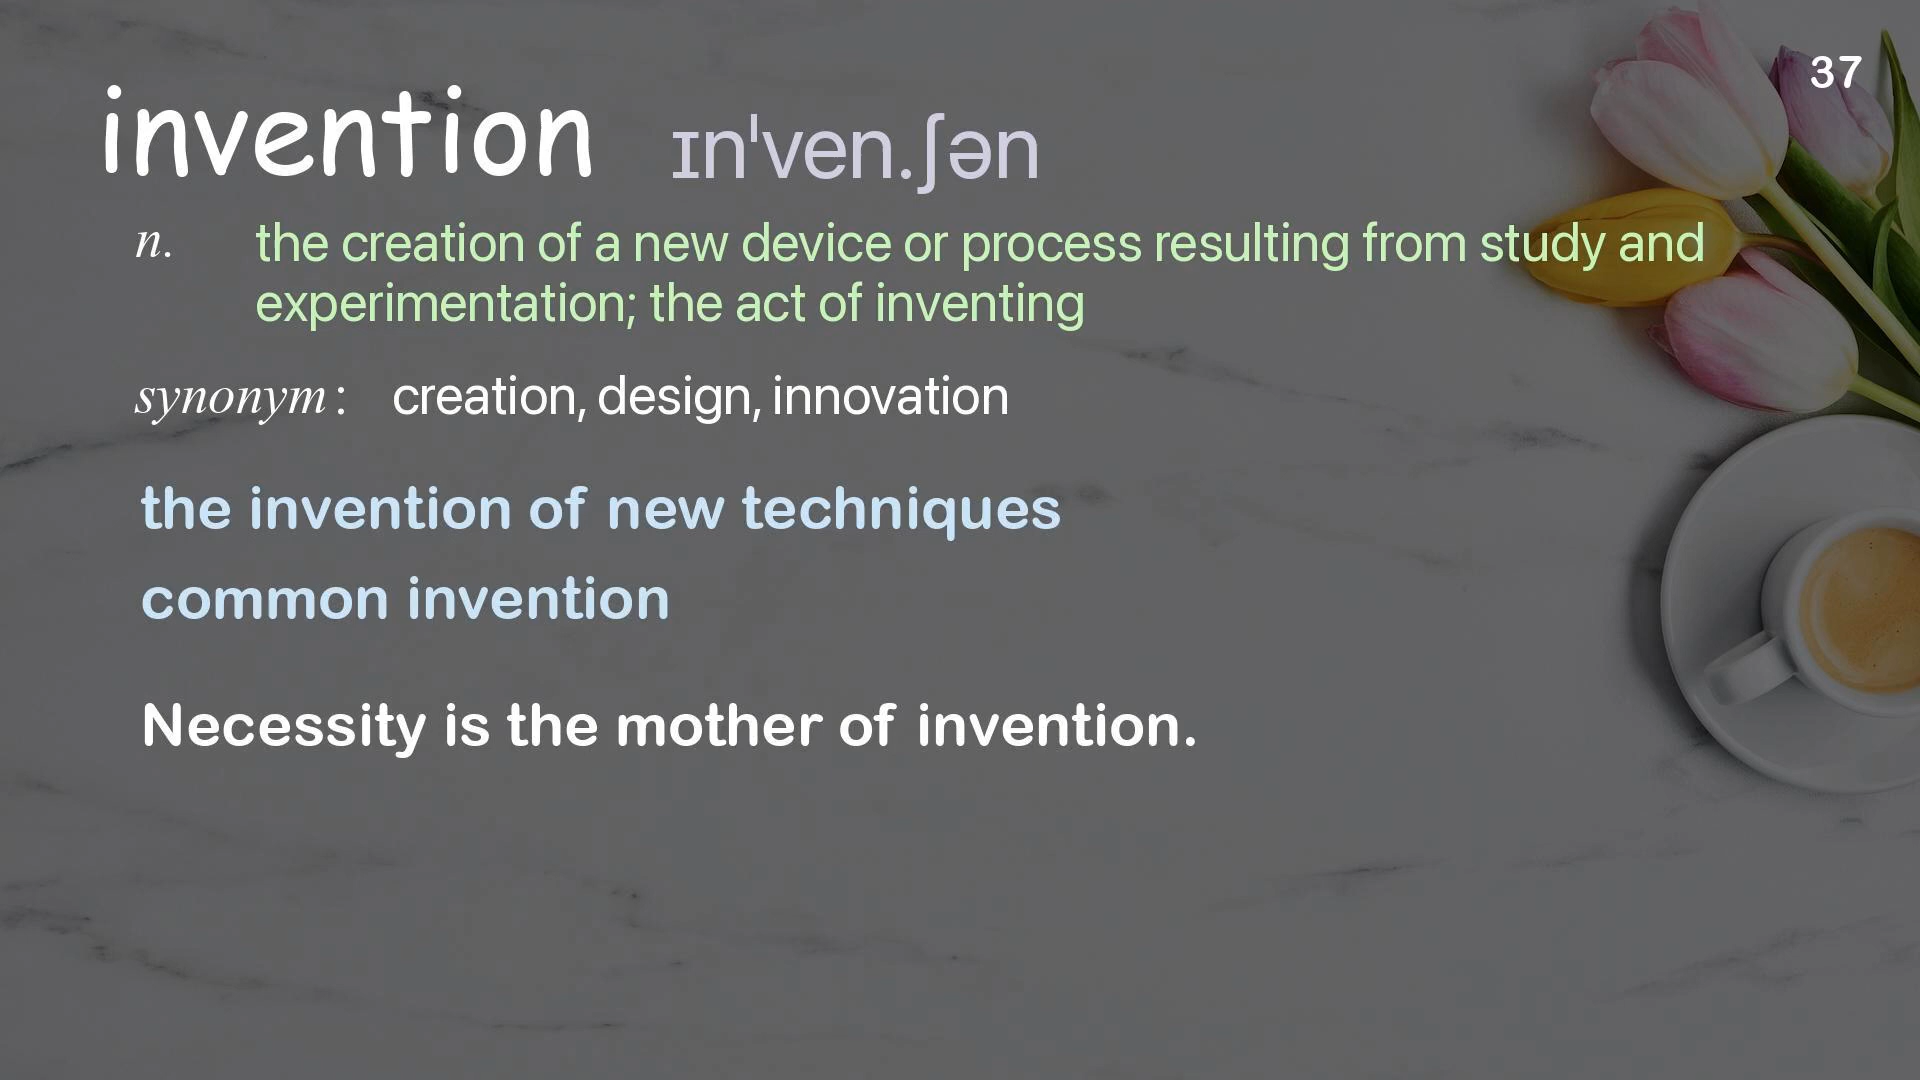 37
invention ɪnˈven.ʃən
n. the creation of a new device or process resulting from study and
experimentation; the act of inventing
synonym : creation, design, innovation
the invention of new techniques
common invention
Necessity is the mother of invention.